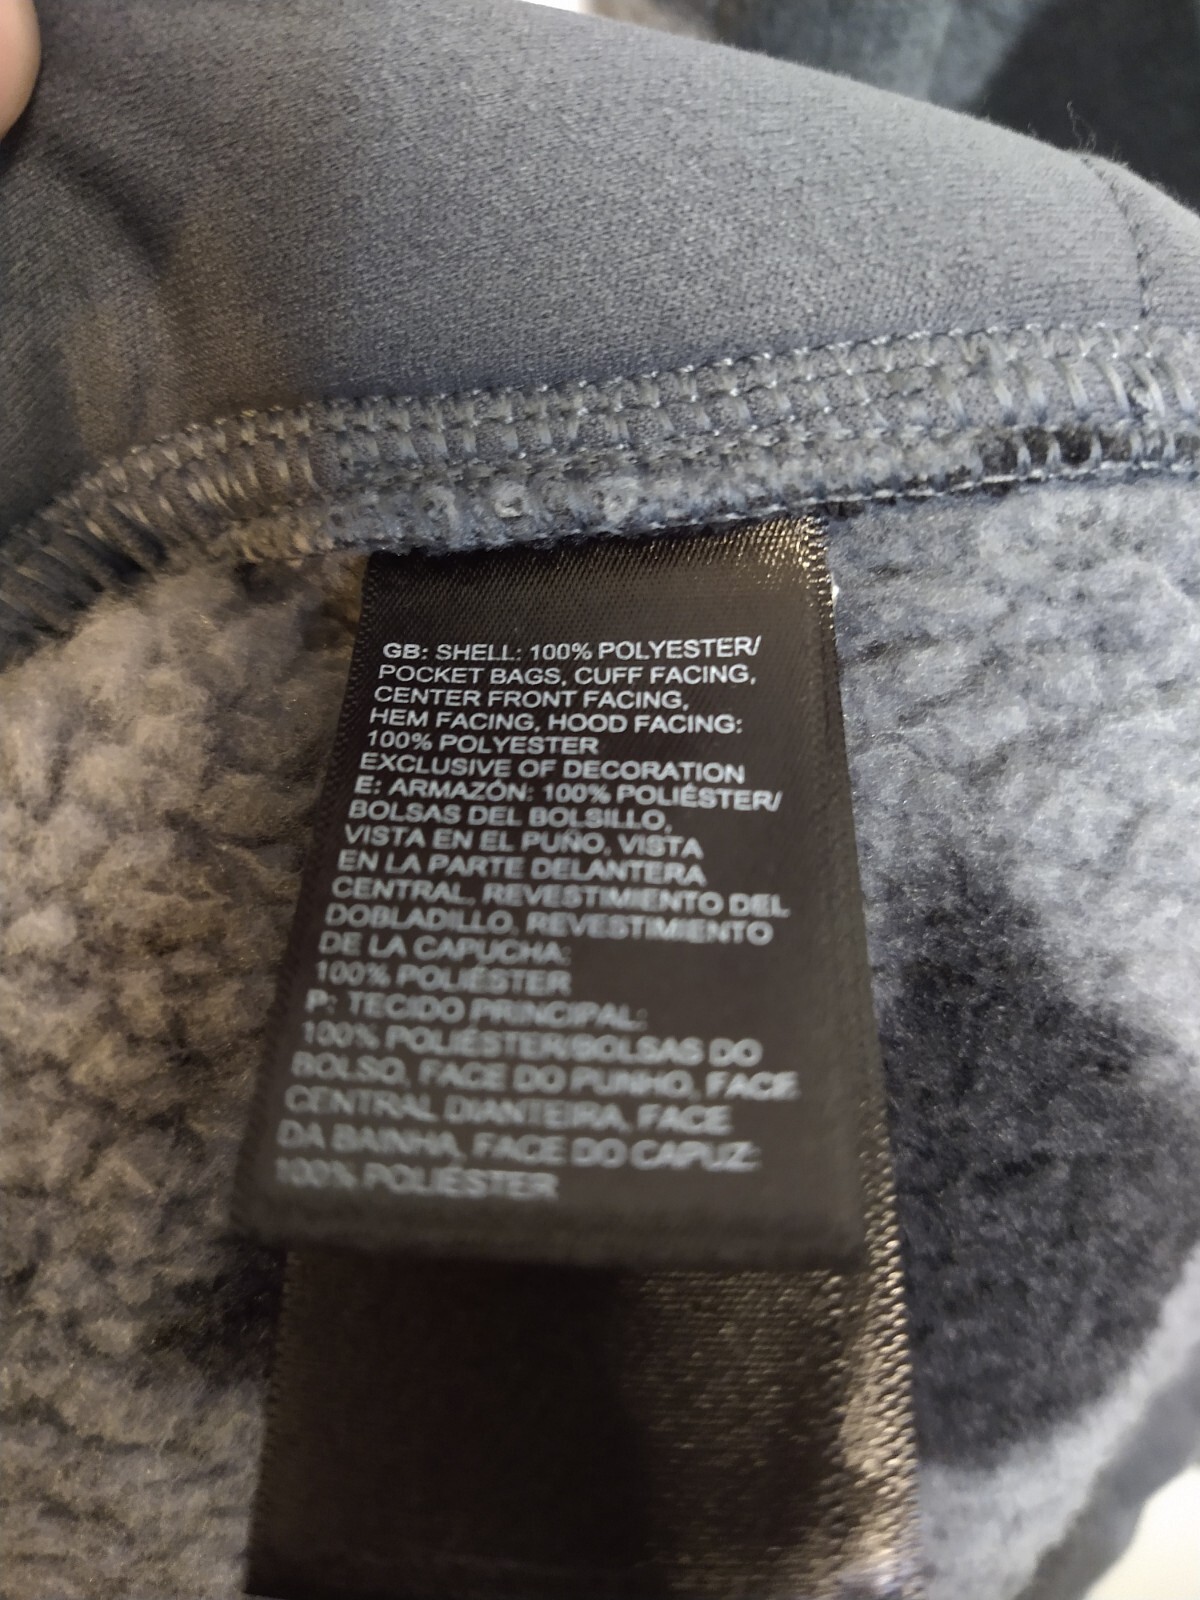 GB: SHELL: 100% POLYESTER/
POCKET BAGS, CUFF FACING,
CENTER FRONT FACING,
HEM FACING, HOOD FACING:
100% POLYESTER
EXCLUSIVE OF DECORATION
E: ARMAZÓN: 100% POLIÉSTER/
BOLSAS DEL BOLSILLO,
VISTA EN EL PUÑO, VISTA
EN LA PARTE DELANTERA
CENTRAL, REVESTIMIENTO DEL
DOBLADILLO, REVESTIMIENTO
DE LA CAPUCHA:
100% POLIÉSTER
P: TECIDO PRINCIPAL:
100% POLIÉSTER/BOLSAS DO
BOLSO, FACE DO PUNHO, FACE
CENTRAL DIANTEIRA, FACE
DA BAINHA, FACE DO CAPUZ:
100% POLIÉSTER